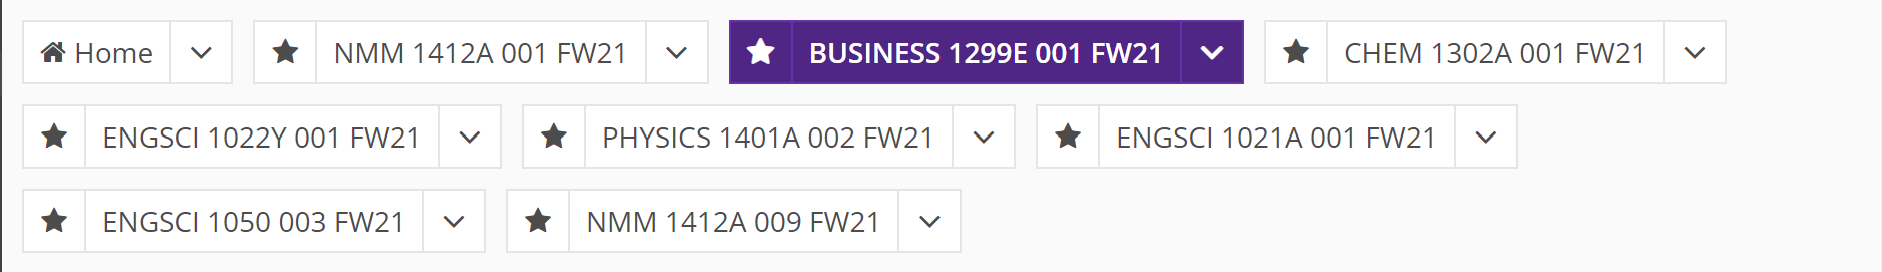 Home NMM 1412A 001 FW21 BUSINESS 1299E 001 FW21 CHEM 1302A 001 FW21
ENGSCI 1022Y 001 FW21 PHYSICS 1401A 002 FW21 ENGSCI 1021A 001 FW21
ENGSCI 1050 003 FW21 NMM 1412A 009 FW21